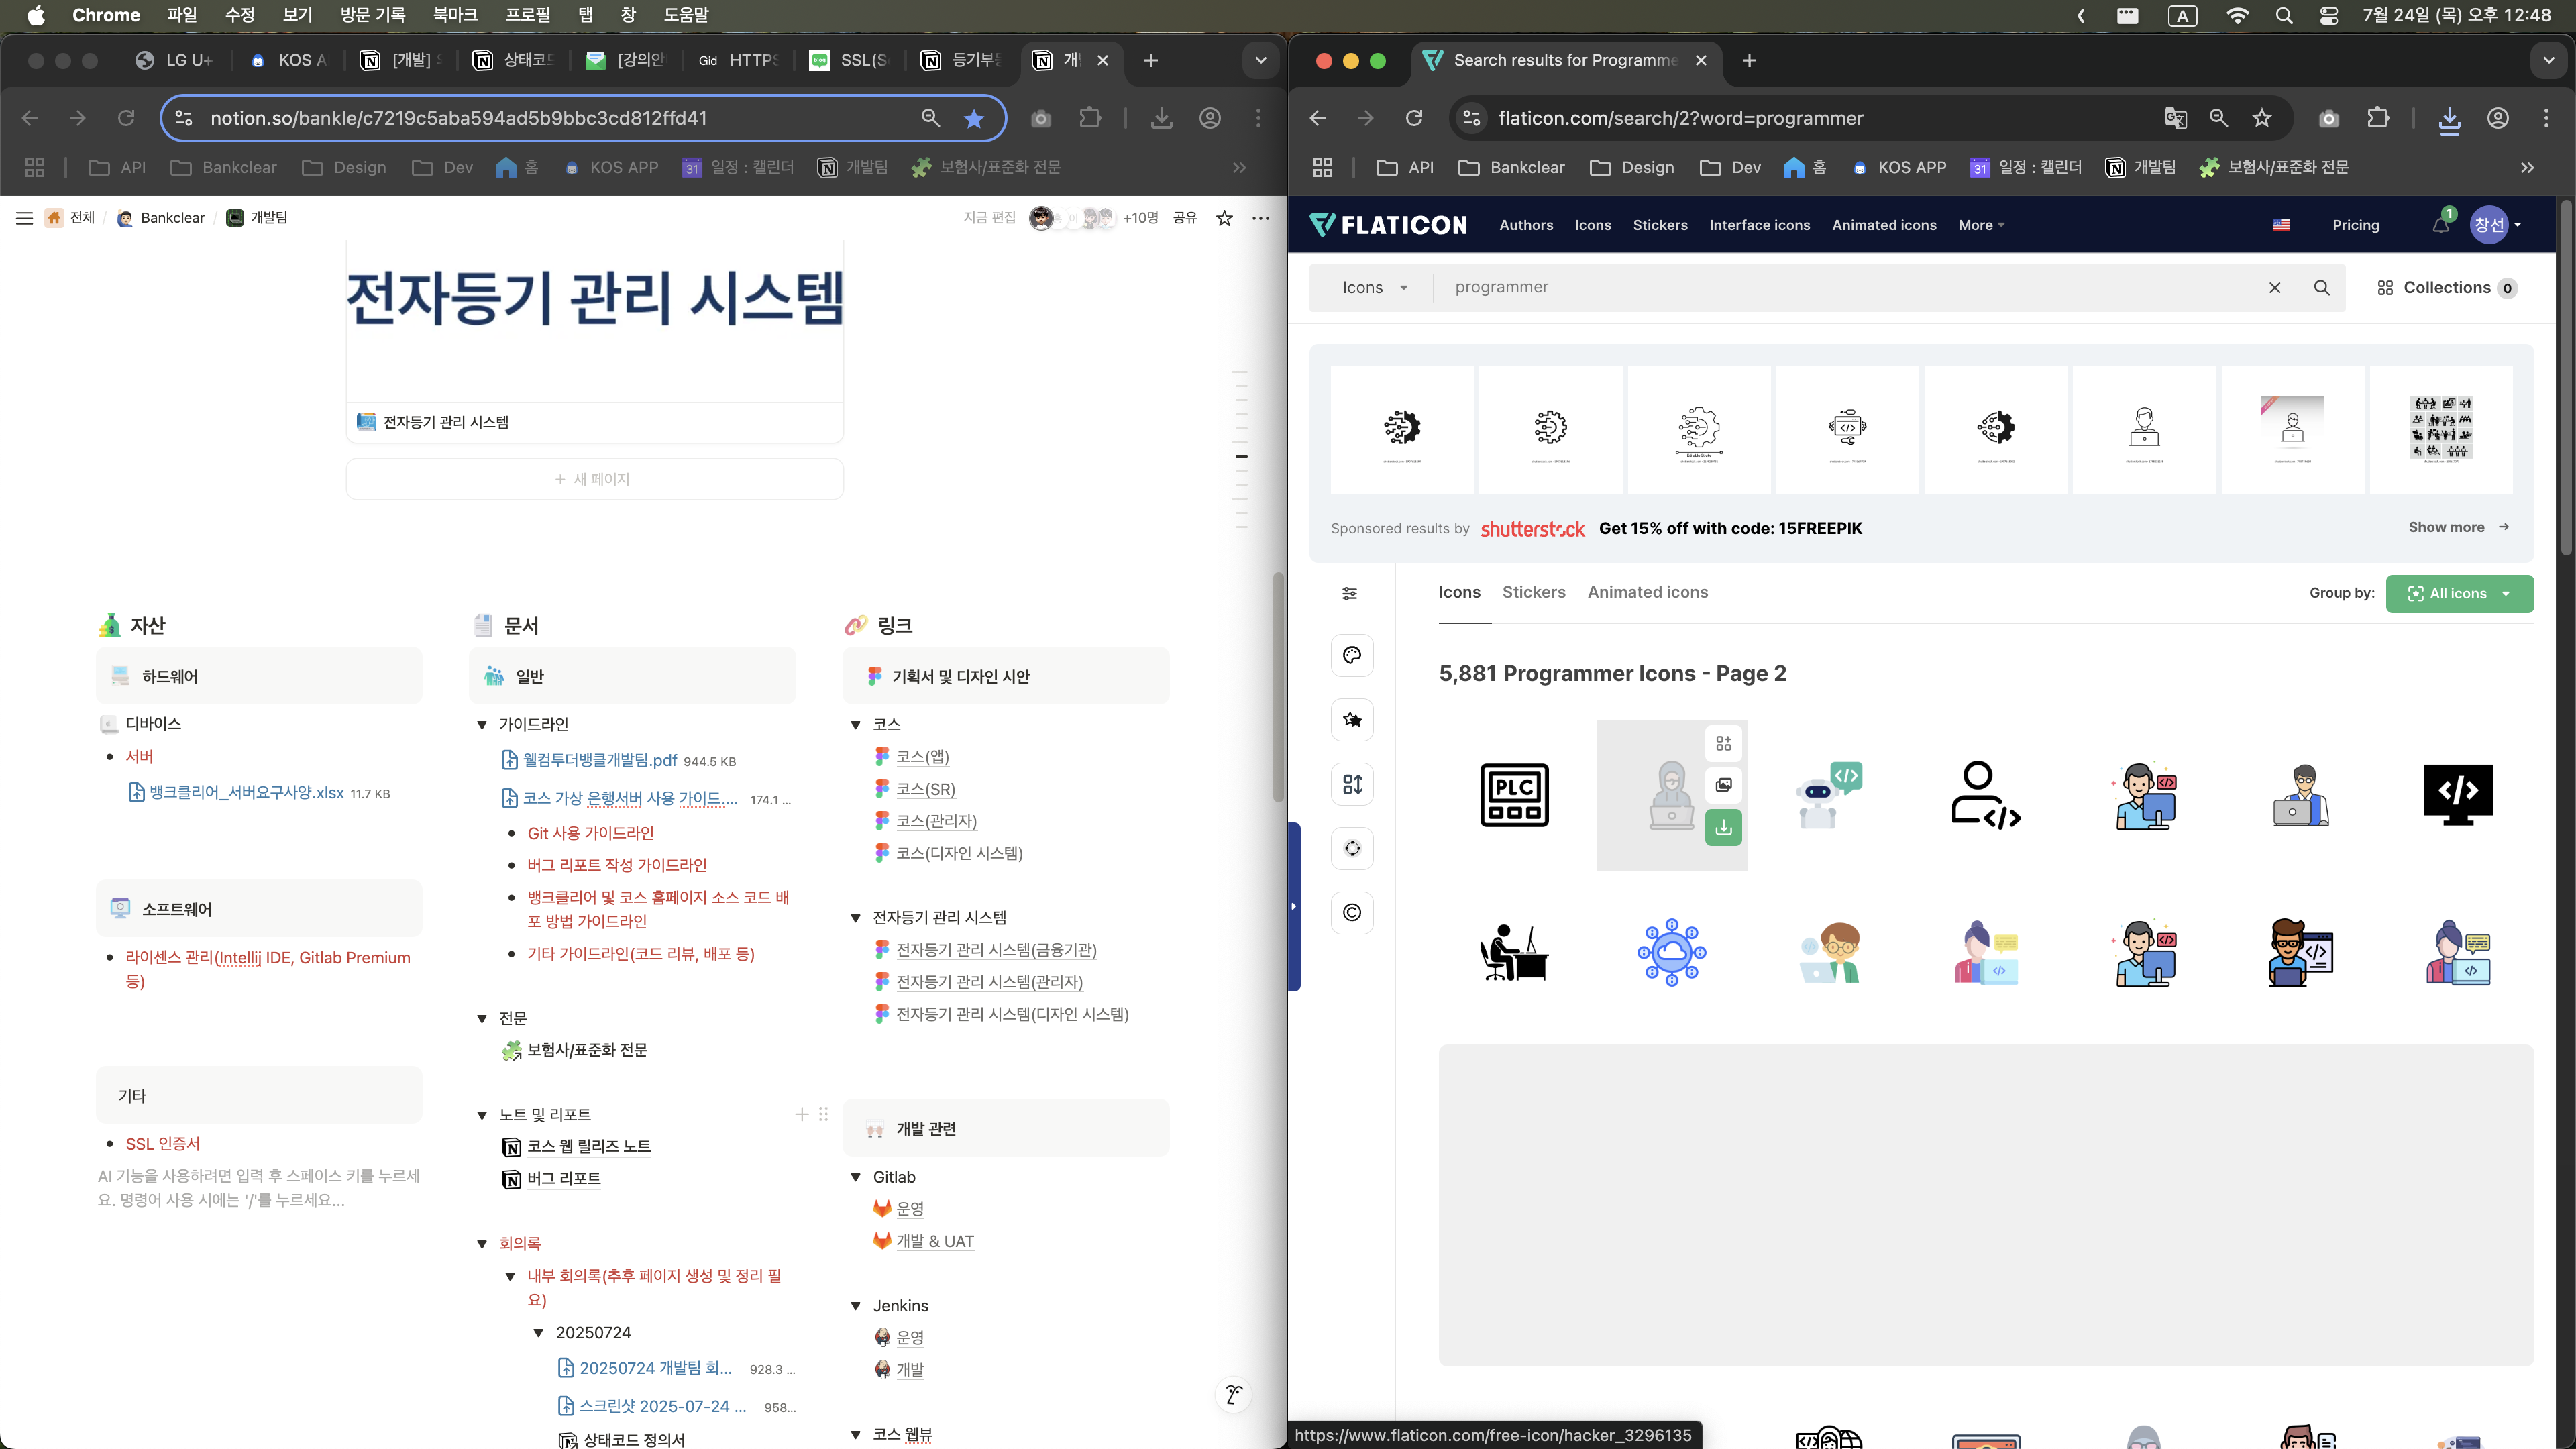 Chrome 파일 수정 보기 방문 기록 북마크 프로필 탭 창 도움말
A 7월 24일 (목) 오후 12:48
LG U+ KOS A [개발] 상태코드 [강의안 Gid HTTPS SSL(S 등기부등
notion.so/bankle/c7219c5aba594ad5b9bbc3cd812ffd41
API Bankclear Design Dev 홈 KOS APP 31 일정 : 캘린더 개발팀 보험사/표준화 전문
전체 / Bankclear / 개발팀
지금 편집 +10명 공유
전자등기 관리 시스템
전자등기 관리 시스템
+ 새 페이지
자산
하드웨어
디바이스
서버
뱅크클리어_서버요구사양.xlsx 11.7 KB
소프트웨어
라이센스 관리(Intellij IDE, Gitlab Premium
등)
기타
SSL 인증서
AI 기능을 사용하려면 입력 후 스페이스 키를 누르세
요. 명령어 사용 시에는 '/'를 누르세요...
문서
일반
가이드라인
웰컴투더뱅클개발팀.pdf 944.5 KB
코스 가상 은행서버 사용 가이드.... 174.1 ...
Git 사용 가이드라인
버그 리포트 작성 가이드라인
뱅크클리어 및 코스 홈페이지 소스 코드 배
포 방법 가이드라인
기타 가이드라인(코드 리뷰, 배포 등)
전문
보험사/표준화 전문
노트 및 리포트
코스 웹 릴리즈 노트
버그 리포트
회의록
내부 회의록(추후 페이지 생성 및 정리 필
요)
20250724
20250724 개발팀 회... 928.3 ...
스크린샷 2025-07-24 ... 958...
상태코드 정의서
링크
기획서 및 디자인 시안
코스
코스(앱)
코스(SR)
코스(관리자)
코스(디자인 시스템)
전자등기 관리 시스템
전자등기 관리 시스템(금융기관)
전자등기 관리 시스템(관리자)
전자등기 관리 시스템(디자인 시스템)
개발 관련
Gitlab
운영
개발 & UAT
Jenkins
운영
개발
코스 웹뷰
Search results for Programme
flaticon.com/search/2?word=programmer
API Bankclear Design Dev 홈 KOS APP 31 일정 : 캘린더 개발팀 보험사/표준화 전문
FLATICON Authors Icons Stickers Interface icons Animated icons More Pricing 1 창선
Icons programmer Collections 0
Sponsored results by shutterstock Get 15% off with code: 15FREEPIK Show more
Icons Stickers Animated icons Group by: All icons
5,881 Programmer Icons - Page 2
PLC
https://www.flaticon.com/free-icon/hacker_3296135